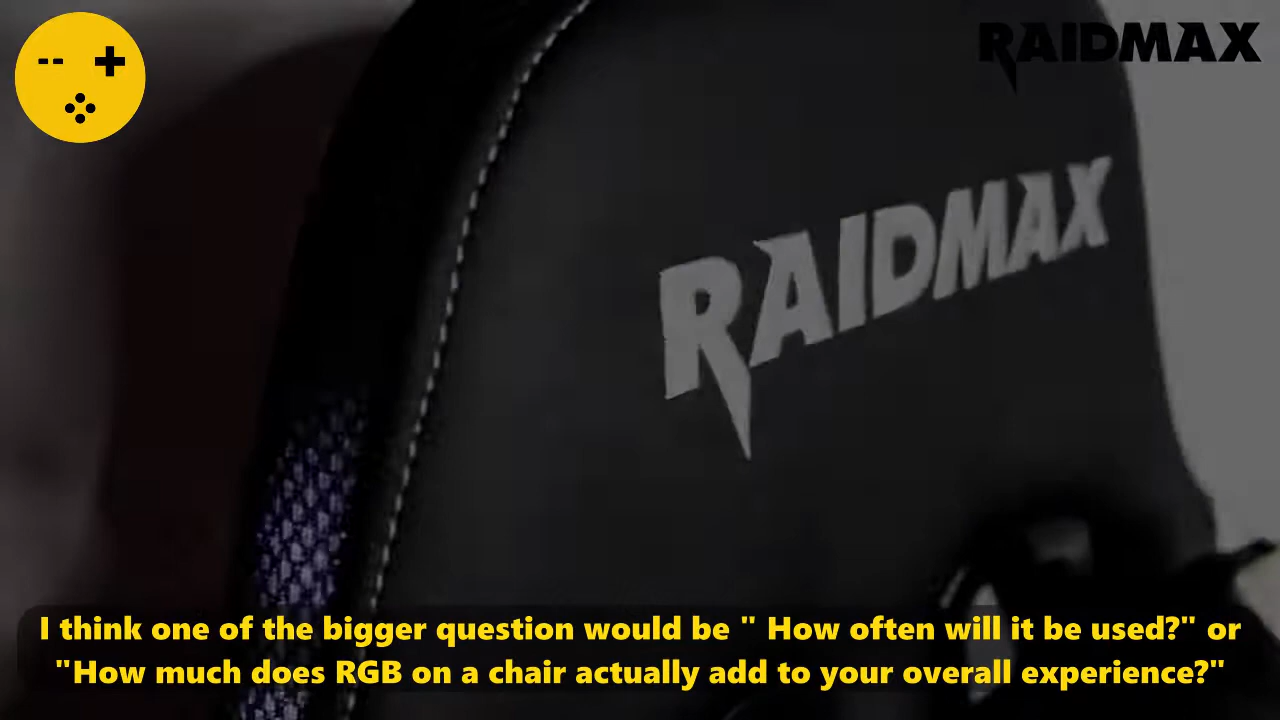 RAIDMAX
RAIDMAX
I think one of the bigger question would be " How often will it be used?" or
"How much does RGB on a chair actually add to your overall experience?"